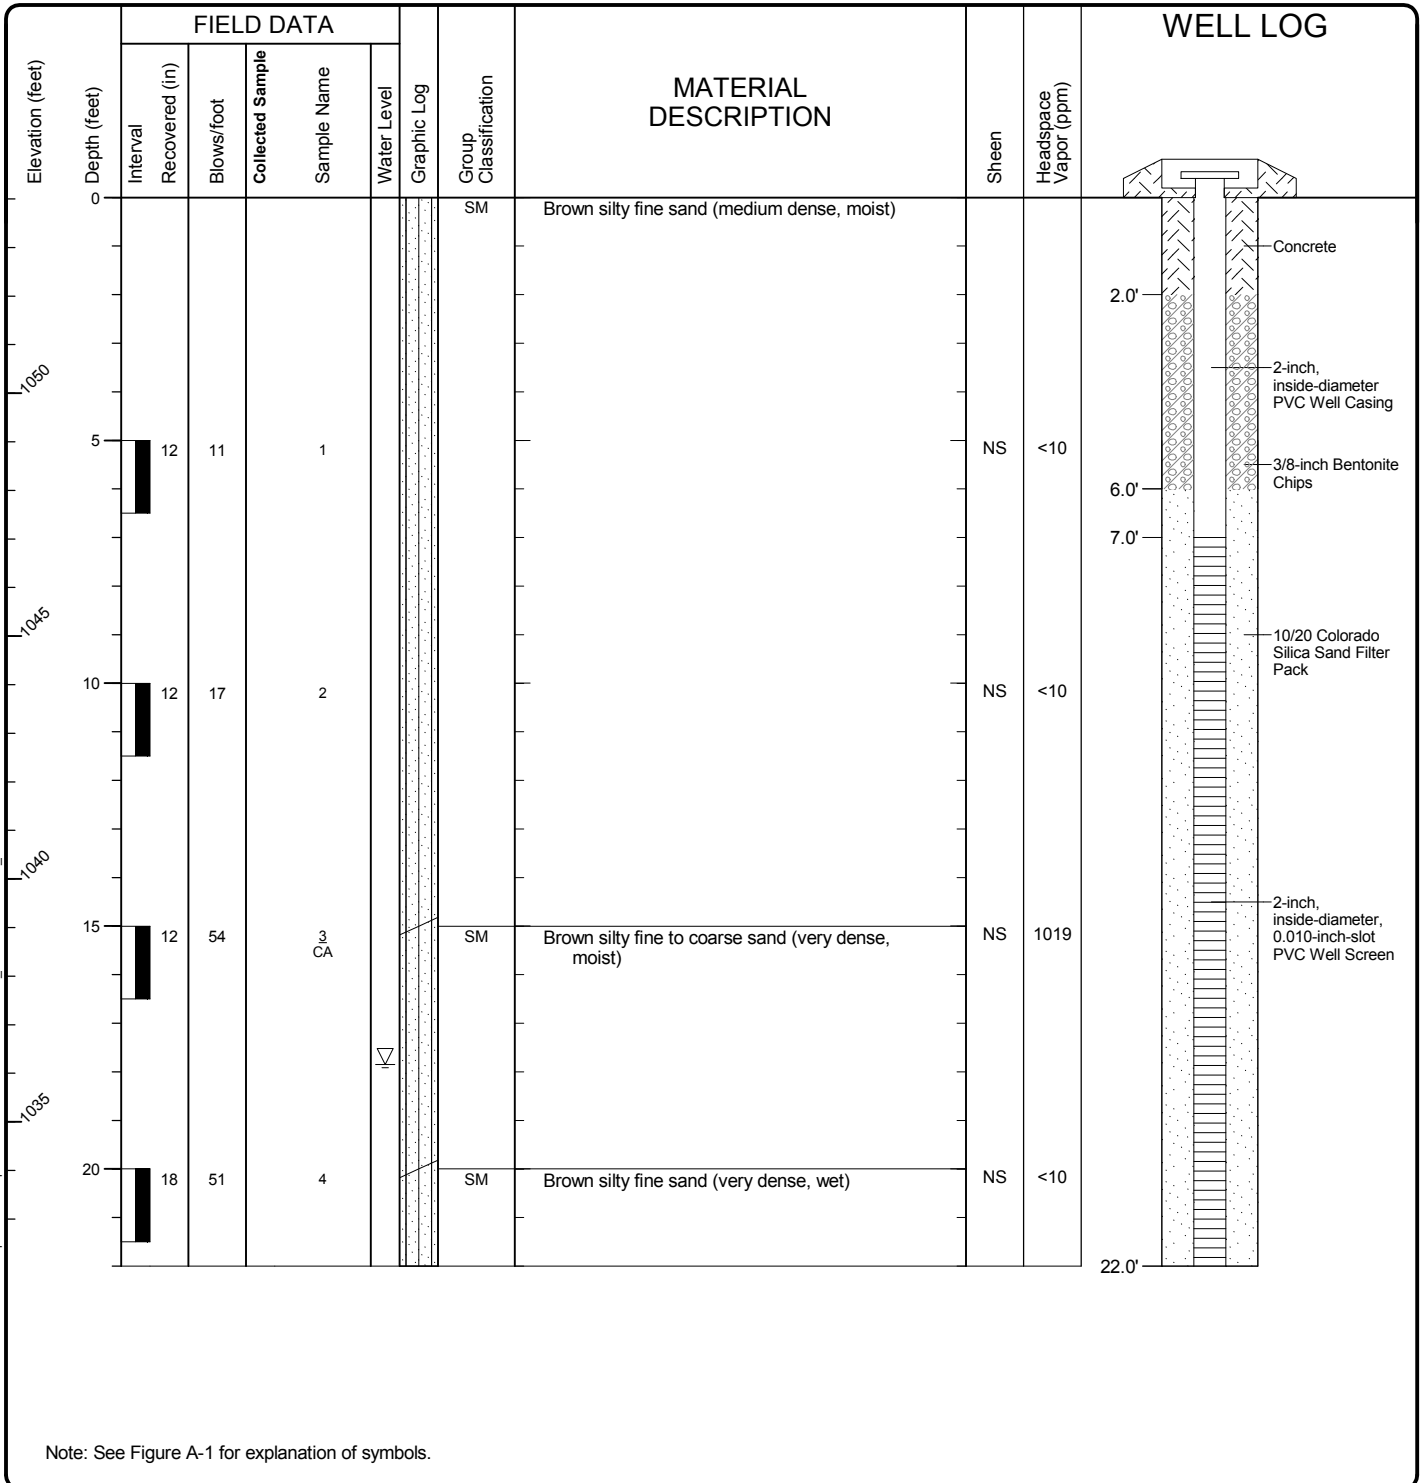 FIELD DATA
WELL LOG
Elevation (feet)
Depth (feet)
Interval
Recovered (in)
Blows/foot
Collected Sample
Sample Name
Water Level
Graphic Log
Group
Classification
MATERIAL
DESCRIPTION
Sheen
Headspace
Vapor (ppm)
0
SM
Brown silty fine sand (medium dense, moist)
Concrete
2.0'
1050
2-inch,
inside-diameter
PVC Well Casing
5
12
11
1
NS
<10
3/8-inch Bentonite
Chips
6.0'
7.0'
1045
10/20 Colorado
Silica Sand Filter
Pack
10
12
17
2
NS
<10
1040
2-inch,
inside-diameter,
0.010-inch-slot
PVC Well Screen
15
12
54
3
CA
SM
Brown silty fine to coarse sand (very dense,
moist)
NS
1019
1035
20
18
51
4
SM
Brown silty fine sand (very dense, wet)
NS
<10
22.0'
Note: See Figure A-1 for explanation of symbols.